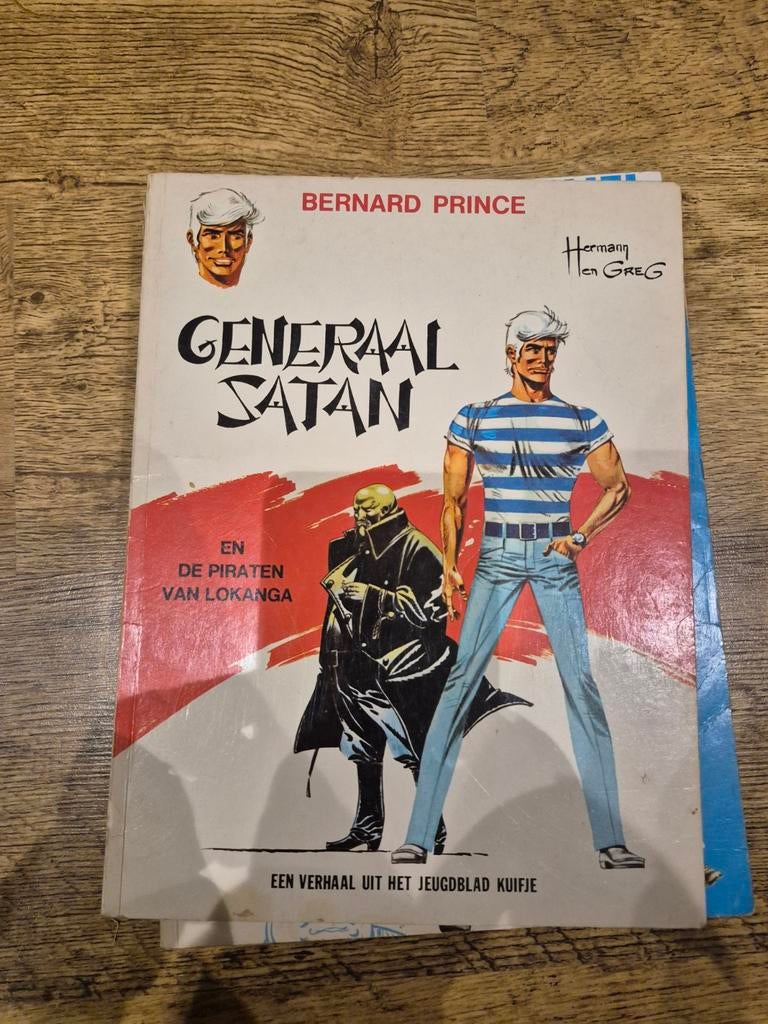 BERNARD PRINCE
Hermann
en GREG
GENERAAL
SATAN
EN
DE PIRATEN
VAN LOKANGA
EEN VERHAAL UIT HET JEUGDBLAD KUIFJE